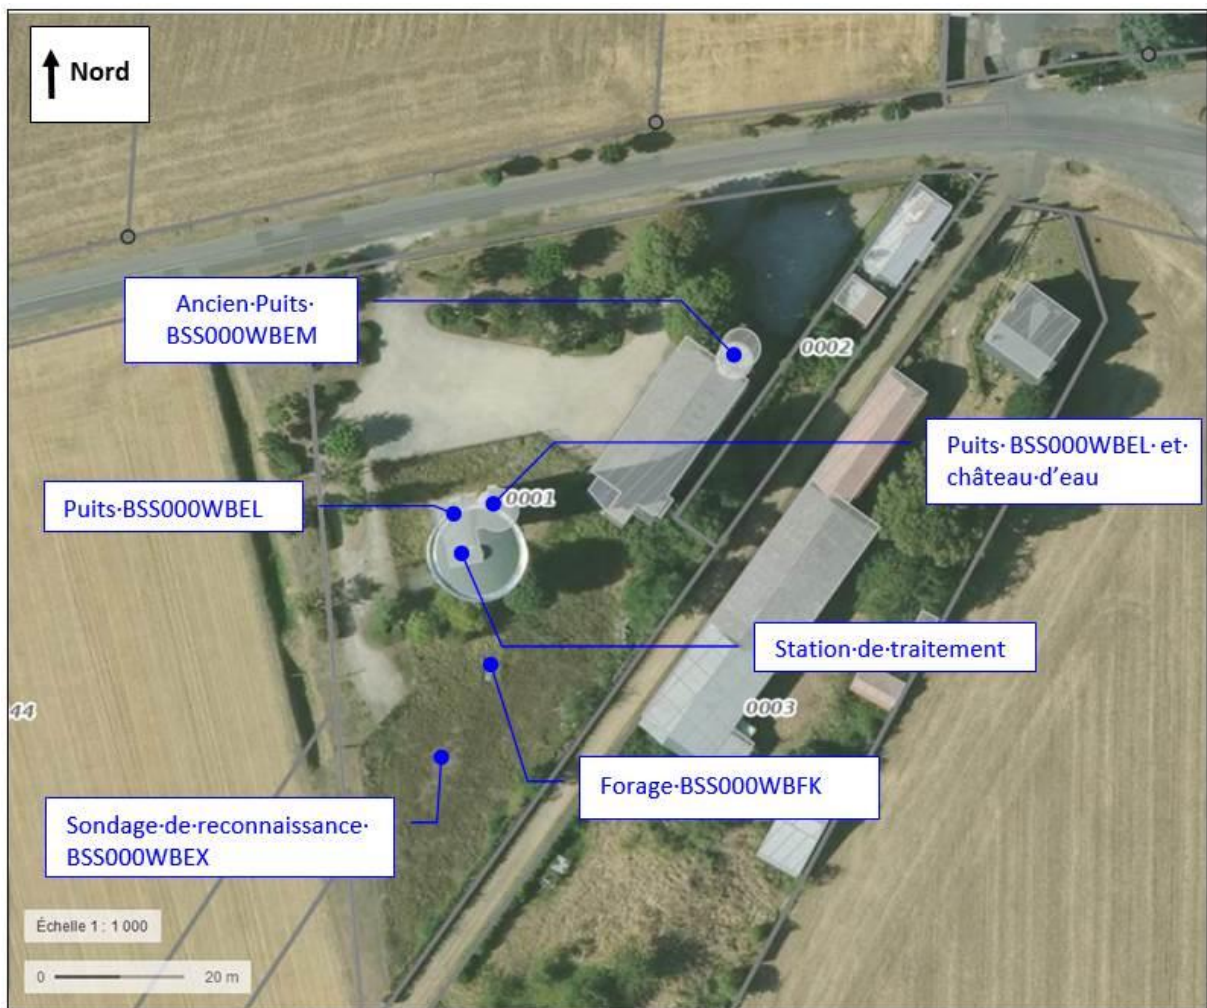 Nord
Ancien·Puits·
BSS000WBEM
0002
Puits·BSS000WBEL·et·
château·d’eau
0001
Puits·BSS000WBEL
Station·de·traitement
44
0003
Forage·BSS000WBFK
Sondage·de·reconnaissance·
BSS000WBEX
Échelle 1 : 1 000
0 20 m